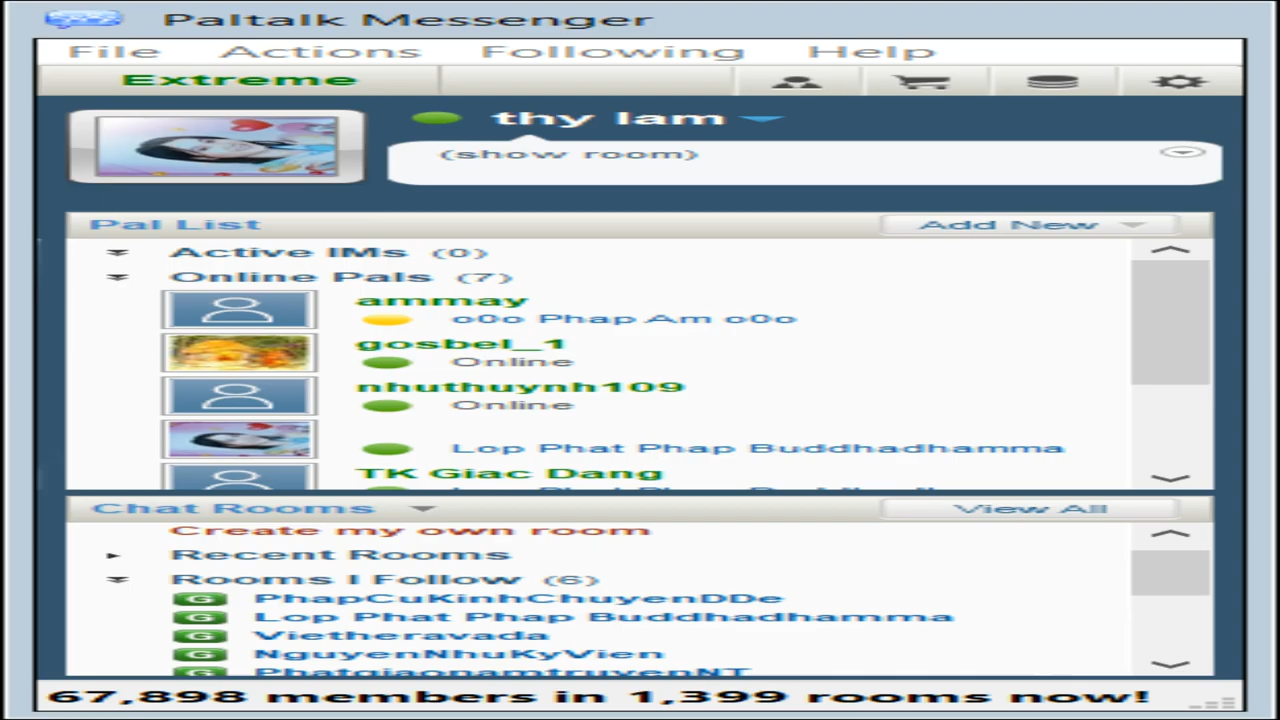 Paltalk Messenger
File Actions Following Help
Extreme
thy lam
(show room)
Pal List Add New
Active IMs (0)
Online Pals (7)
ammay
o0o Phap Am o0o
gosbel_1
Online
nhuthuynh109
Online
Lop Phat Phap Buddhadhamma
TK Giac Dang
Chat Rooms View All
Create my own room
Recent Rooms
Rooms I Follow (6)
G PhapCuKinhChuyenDDe
G Lop Phat Phap Buddhadhamma
G Vietheravada
G NguyenNhuKyVien
G PhatgiaonamtruyenNT
67,898 members in 1,399 rooms now!